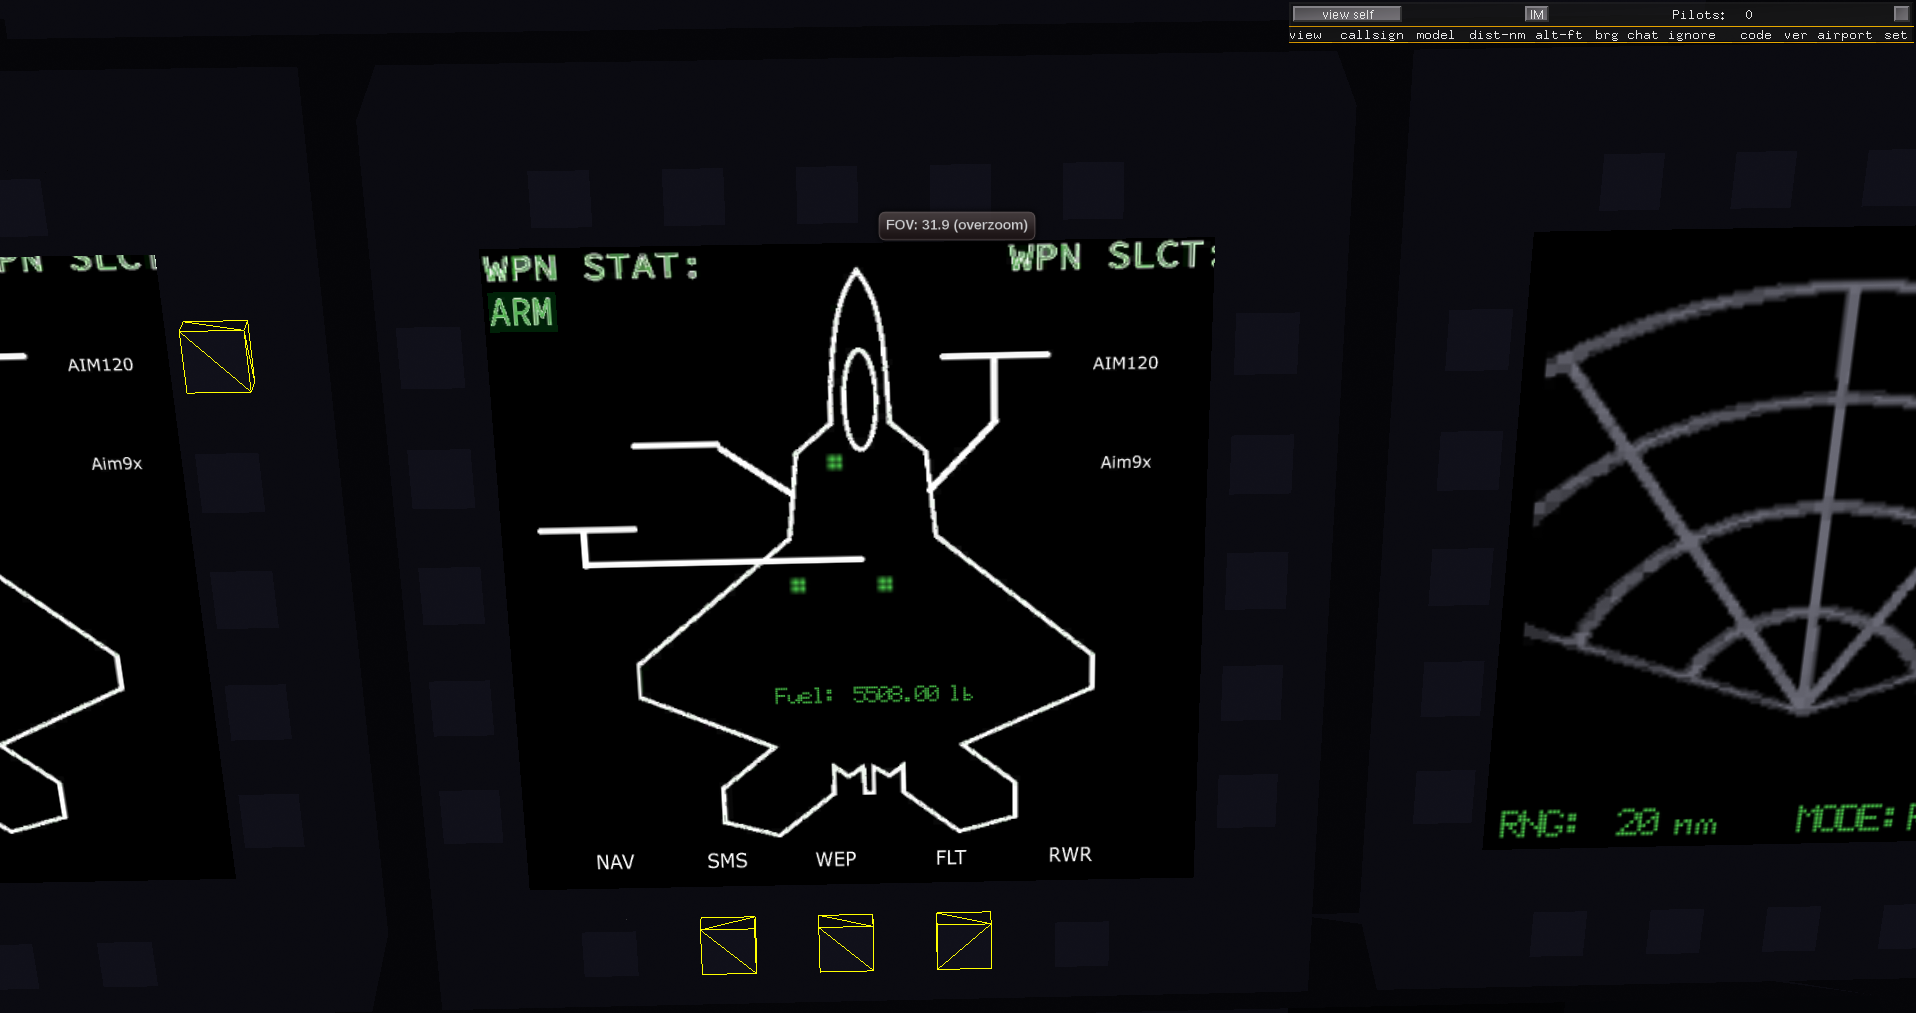 view self IM Pilots: 0
view callsign model dist-nm alt-ft brg chat ignore code ver airport set
FOV: 31.9 (overzoom)
WPN STAT:
WPN SLCT:
ARM
AIM120
Aim9x
AIM120
Aim9x
Fuel: 5508.00 lb
NAV SMS WEP FLT RWR
RNG: 20 nm MODE: